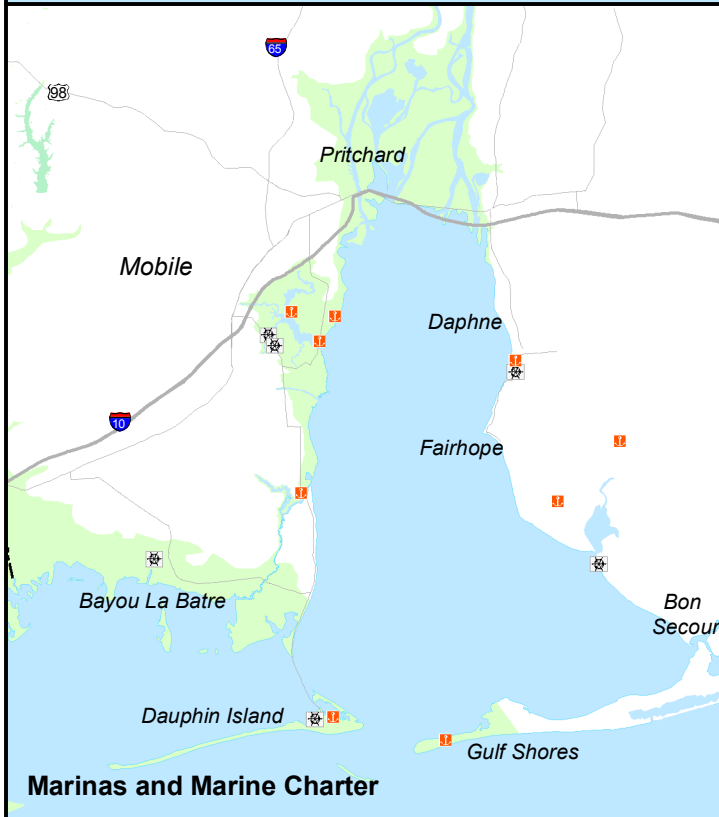 65
98
Pritchard
Mobile
Daphne
10
Fairhope
Bayou La Batre
Bon
Secour
Dauphin Island
Gulf Shores
Marinas and Marine Charter